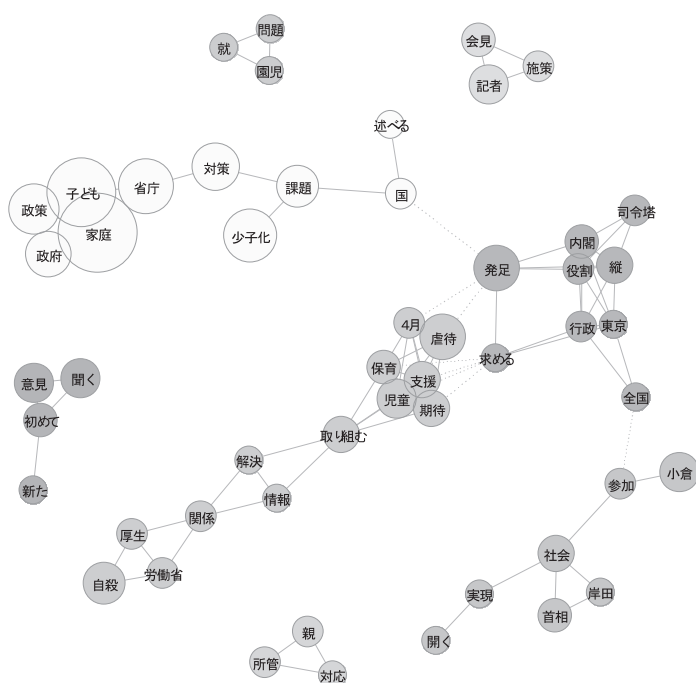 問題
就
園児
会見
施策
記者
述べる
対策
子ども
省庁
課題
国
政策
家庭
少子化
政府
司令塔
内閣
発足
役割
縦
4月
虐待
行政
東京
求める
保育
支援
児童
期待
全国
意見
聞く
初めて
取り組む
解決
新た
情報
小倉
参加
関係
厚生
労働省
自殺
社会
実現
岸田
首相
親
開く
所管
対応